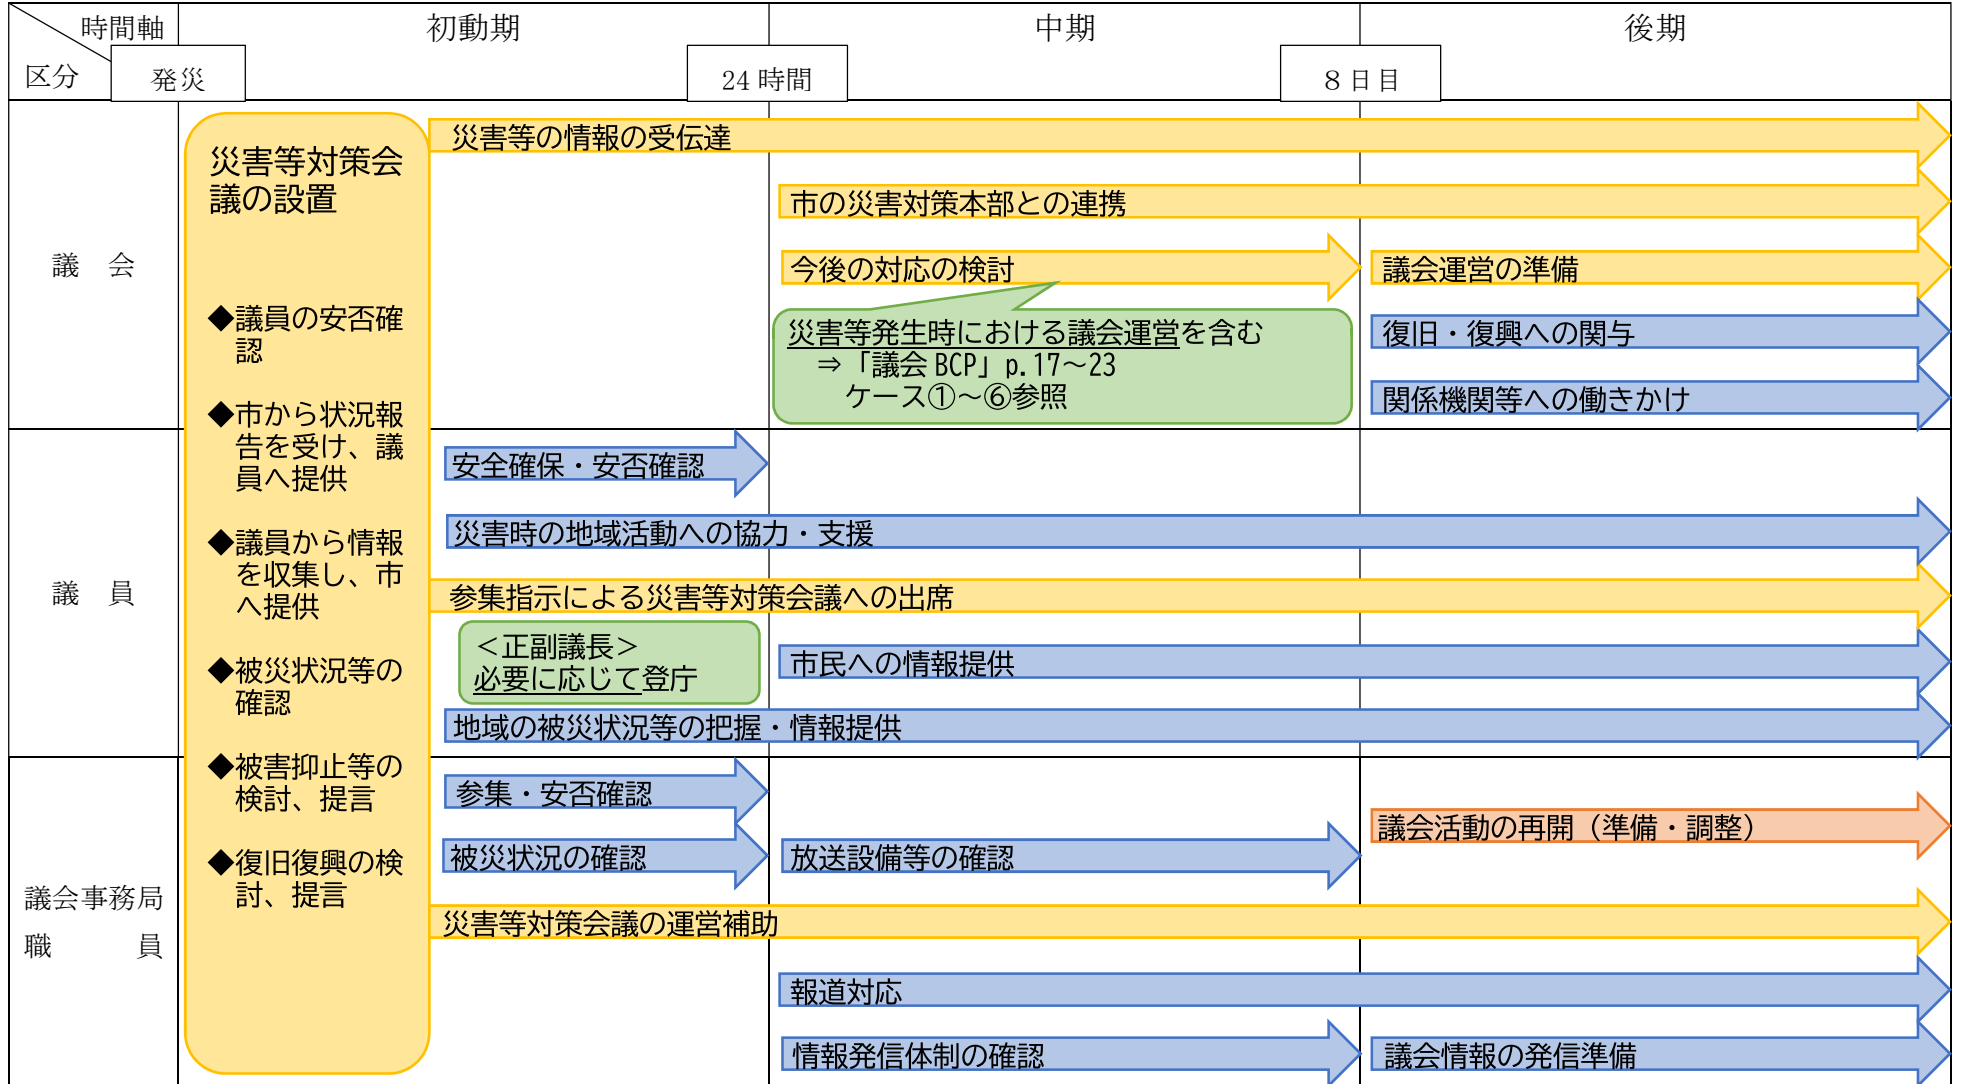 時間軸
区分
初動期
中期
後期
発災
24時間
８日目
議　会
議　員
議会事務局
職　　　員
災害等対策会
議の設置
◆議員の安否確
認
◆市から状況報
告を受け、議
員へ提供
◆議員から情報
を収集し、市
へ提供
◆被災状況等の
確認
◆被害抑止等の
検討、提言
◆復旧復興の検
討、提言
災害等の情報の受伝達
市の災害対策本部との連携
今後の対応の検討
議会運営の準備
災害等発生時における議会運営を含む
⇒「議会BCP」p.17～23
ケース①～⑥参照
復旧・復興への関与
関係機関等への働きかけ
安全確保・安否確認
災害時の地域活動への協力・支援
参集指示による災害等対策会議への出席
＜正副議長＞
必要に応じて登庁
市民への情報提供
地域の被災状況等の把握・情報提供
参集・安否確認
議会活動の再開（準備・調整）
被災状況の確認
放送設備等の確認
災害等対策会議の運営補助
報道対応
情報発信体制の確認
議会情報の発信準備